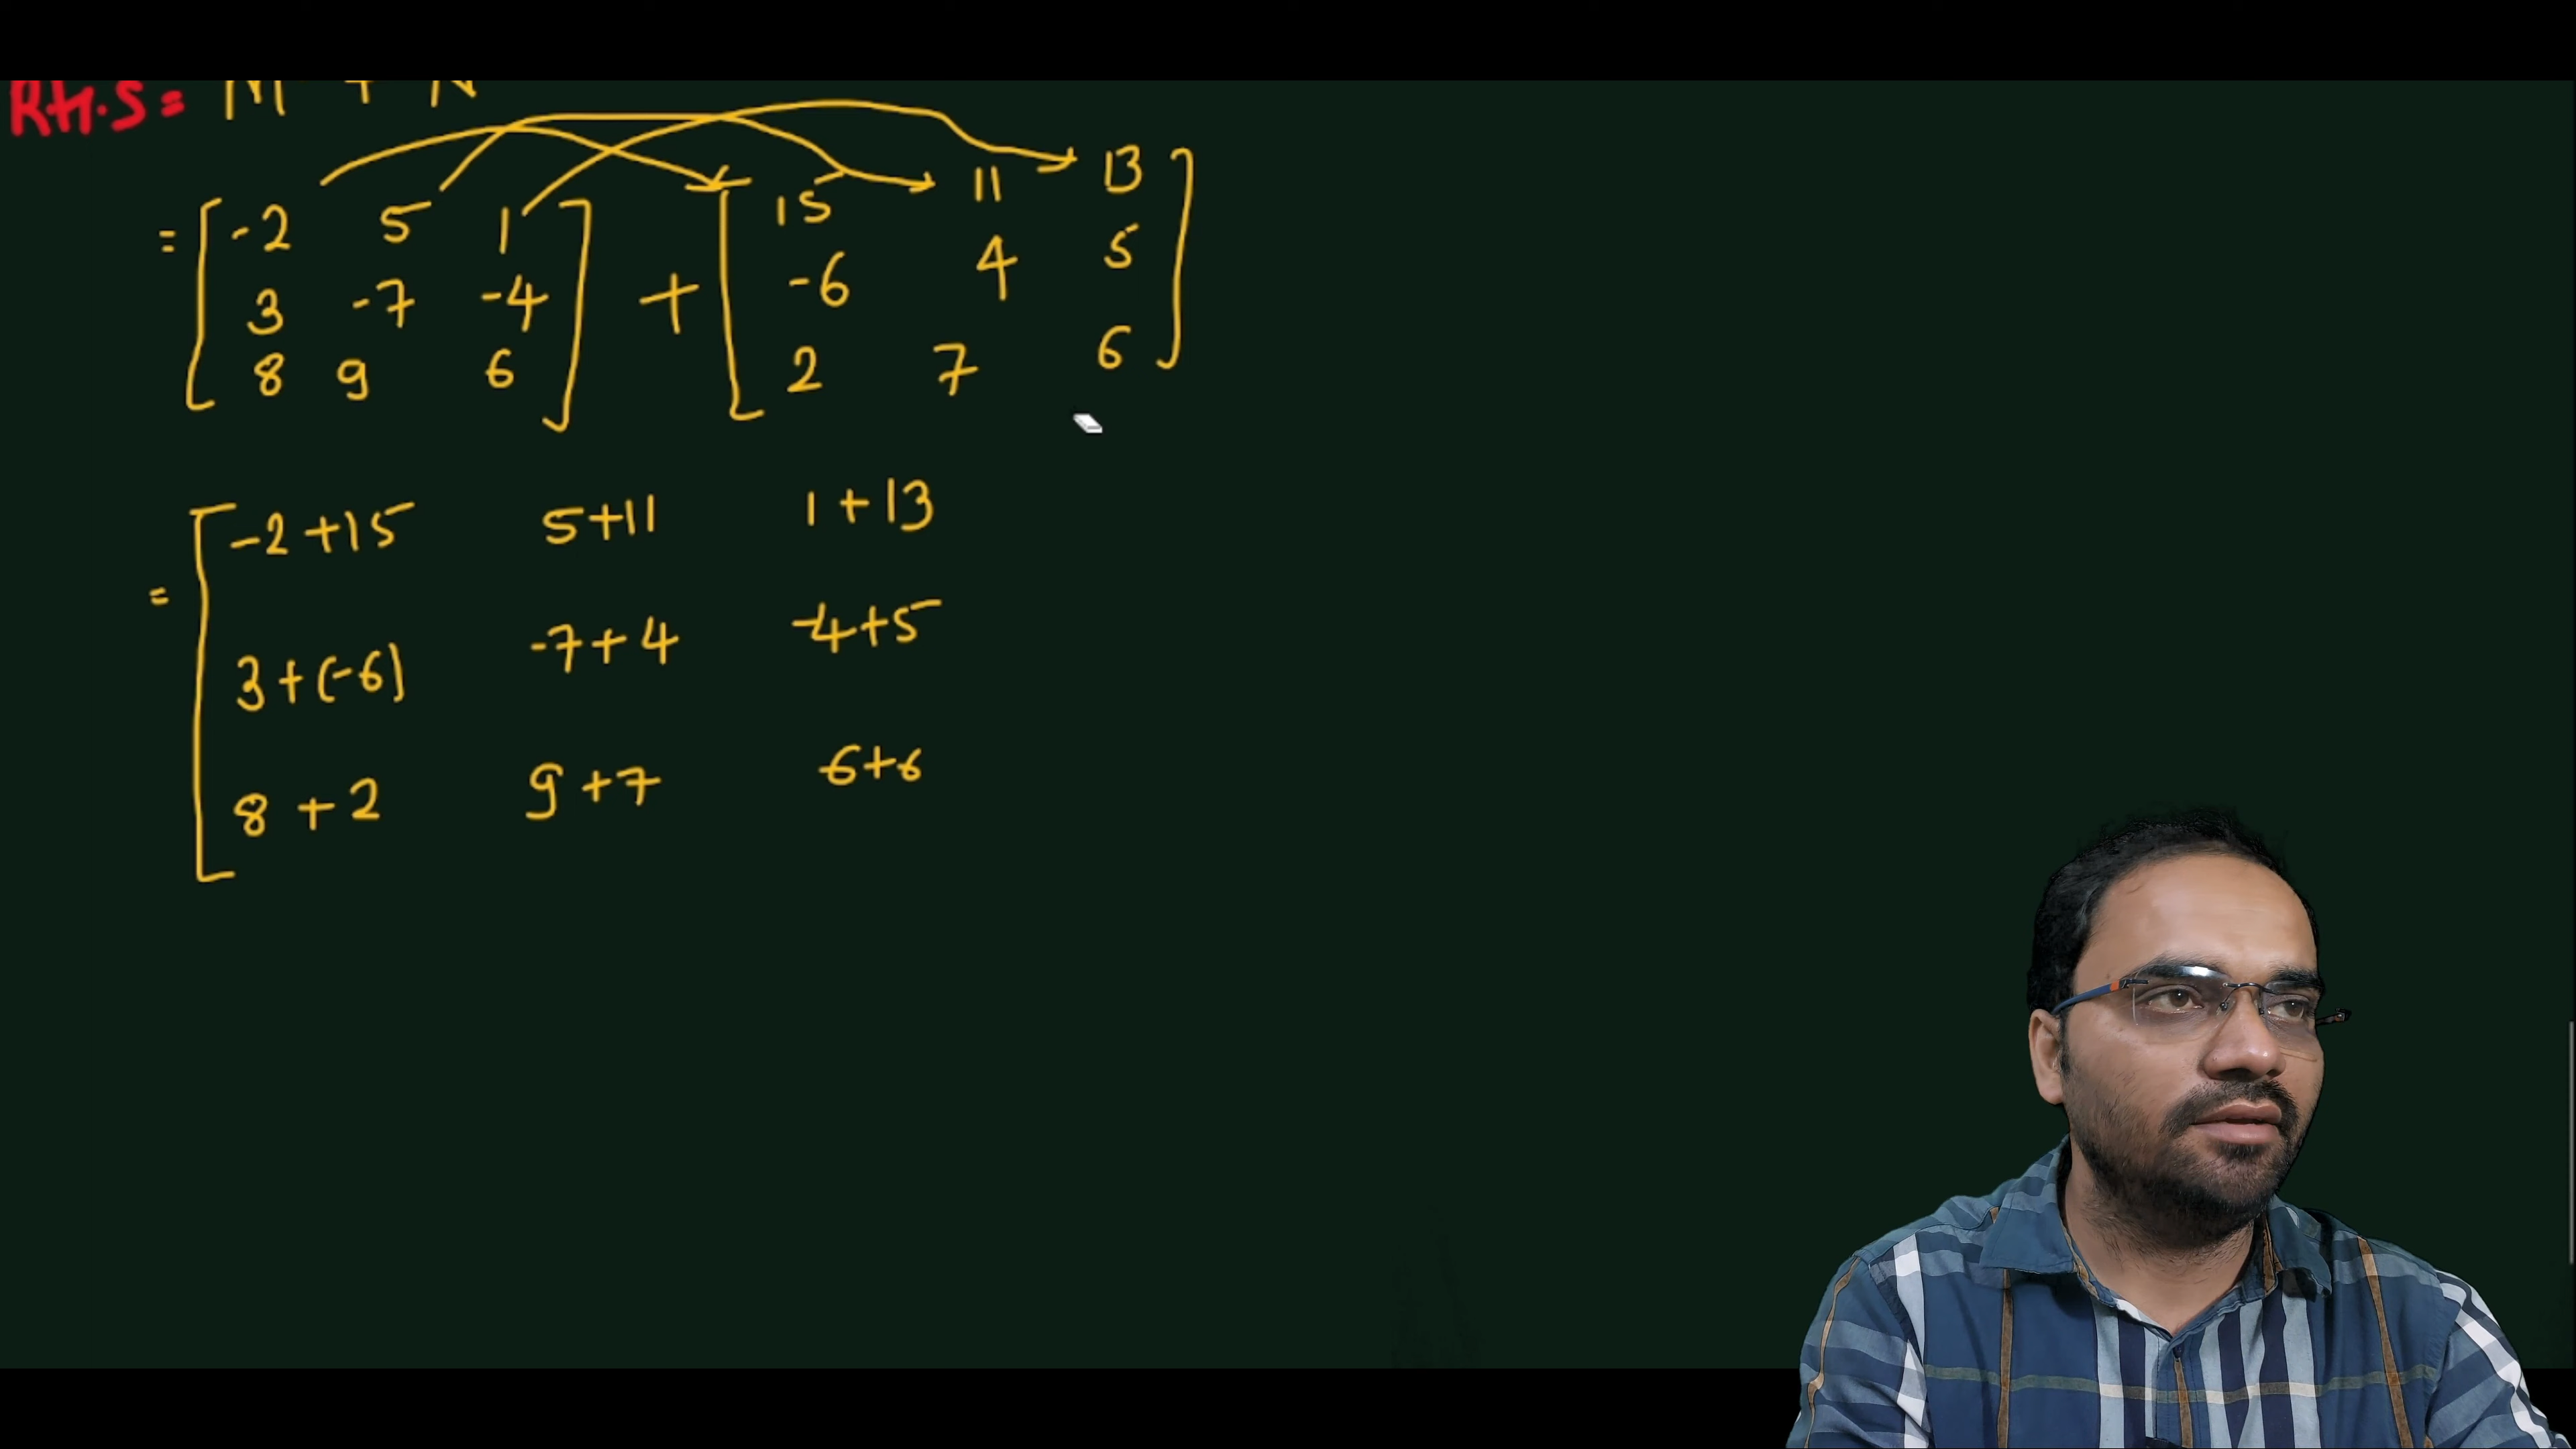 R.H.S = M + N
= [ -2 5 1 ] + [ 15 11 13 ]
3 -7 -4 -6 4 5
8 9 6 2 7 6
= [ -2+15 5+11 1+13
3+(-6) -7+4 -4+5
8+2 9+7 6+6